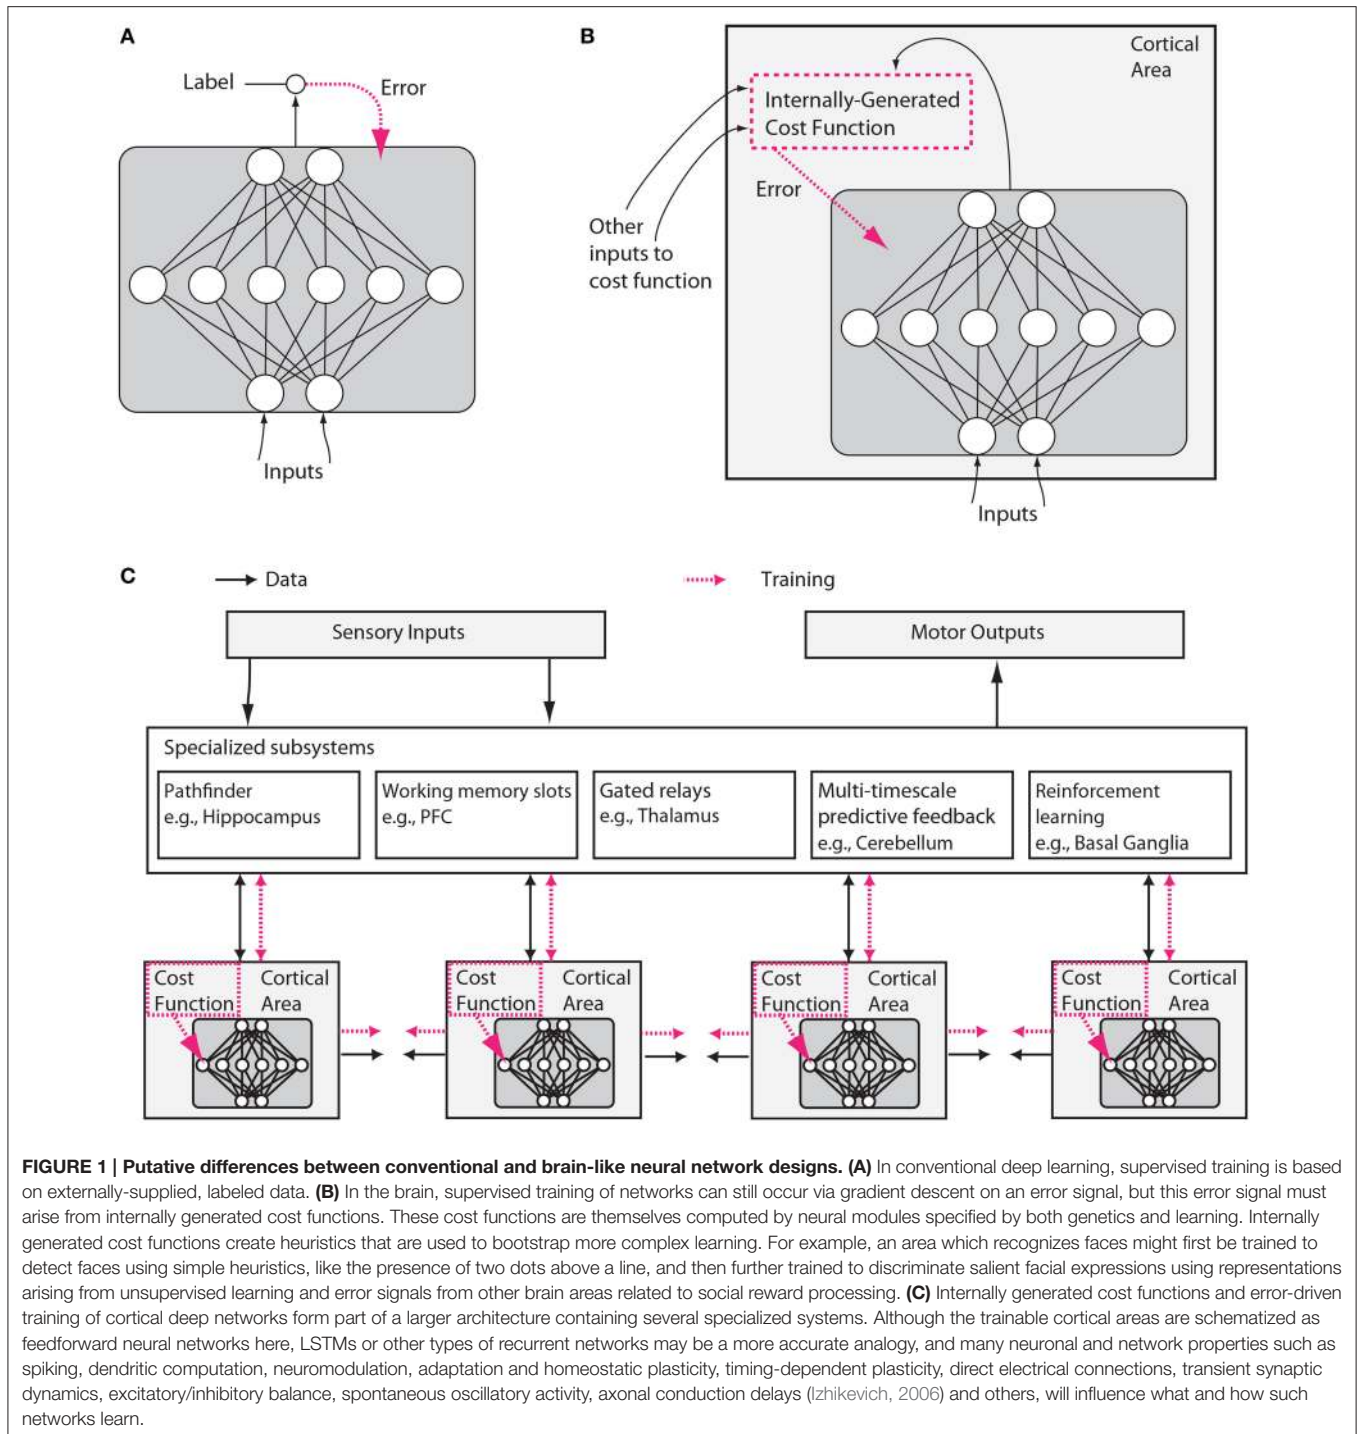 A
Label
Error
Inputs
B
Cortical
Area
Internally-Generated
Cost Function
Error
Other
inputs to
cost function
Inputs
C
Data
Training
Sensory Inputs
Motor Outputs
Specialized subsystems
Pathfinder
e.g., Hippocampus
Working memory slots
e.g., PFC
Gated relays
e.g., Thalamus
Multi-timescale
predictive feedback
e.g., Cerebellum
Reinforcement
learning
e.g., Basal Ganglia
Cost
Function
Cortical
Area
Cost
Function
Cortical
Area
Cost
Function
Cortical
Area
Cost
Function
Cortical
Area
FIGURE 1 | Putative differences between conventional and brain-like neural network designs. (A) In conventional deep learning, supervised training is based
on externally-supplied, labeled data. (B) In the brain, supervised training of networks can still occur via gradient descent on an error signal, but this error signal must
arise from internally generated cost functions. These cost functions are themselves computed by neural modules specified by both genetics and learning. Internally
generated cost functions create heuristics that are used to bootstrap more complex learning. For example, an area which recognizes faces might first be trained to
detect faces using simple heuristics, like the presence of two dots above a line, and then further trained to discriminate salient facial expressions using representations
arising from unsupervised learning and error signals from other brain areas related to social reward processing. (C) Internally generated cost functions and error-driven
training of cortical deep networks form part of a larger architecture containing several specialized systems. Although the trainable cortical areas are schematized as
feedforward neural networks here, LSTMs or other types of recurrent networks may be a more accurate analogy, and many neuronal and network properties such as
spiking, dendritic computation, neuromodulation, adaptation and homeostatic plasticity, timing-dependent plasticity, direct electrical connections, transient synaptic
dynamics, excitatory/inhibitory balance, spontaneous oscillatory activity, axonal conduction delays (Izhikevich, 2006) and others, will influence what and how such
networks learn.